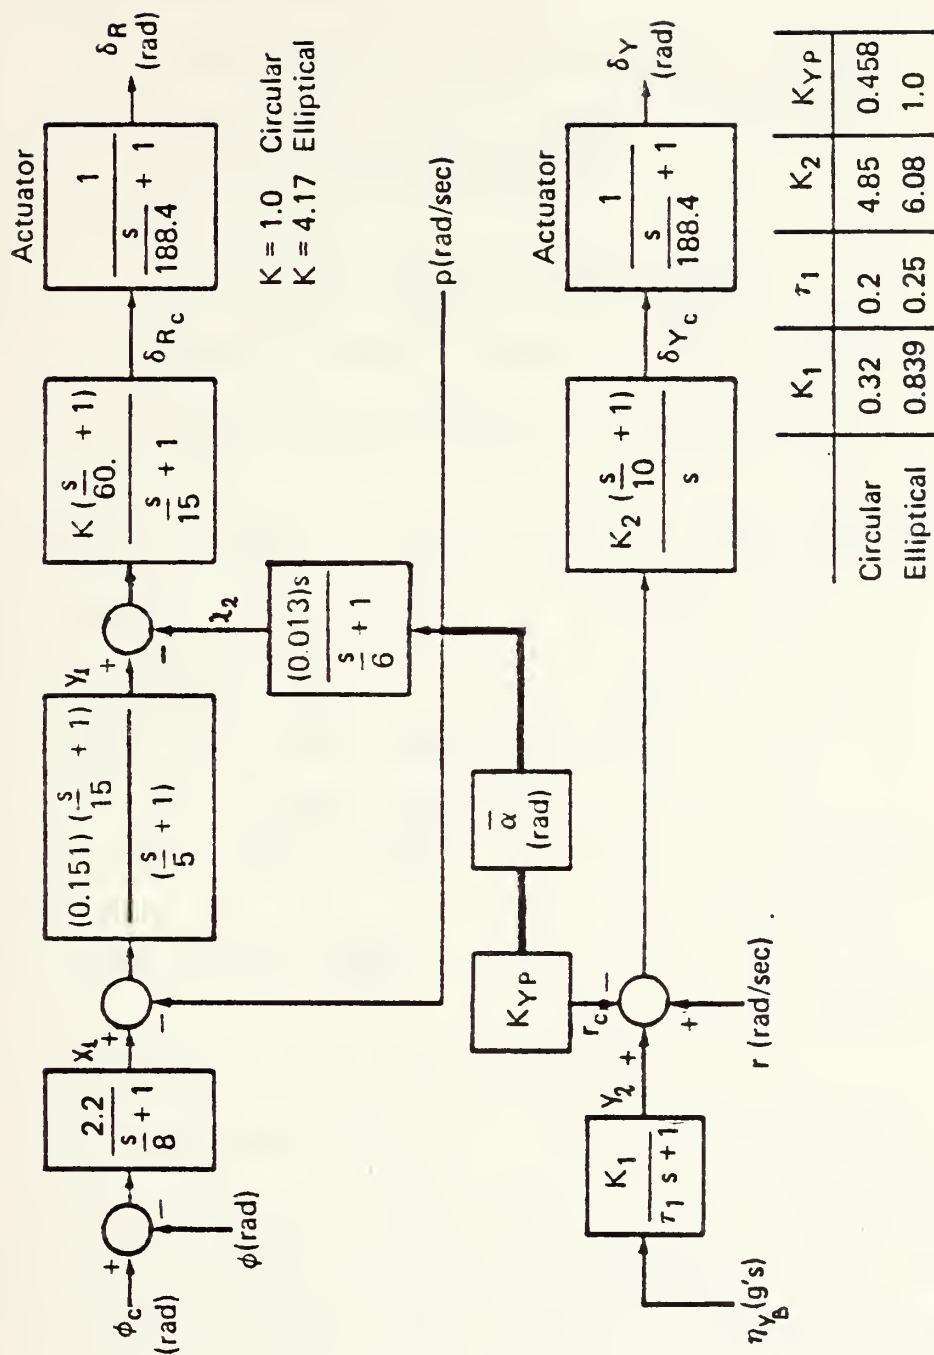 φc
(rad)
+
−
φ(rad)
2.2
s/8 + 1
X1
+
−
(0.151) (s/15 + 1)
(s/5 + 1)
Y1
+
−
x2
K (s/60. + 1)
s/15 + 1
δRc
Actuator
1
s/188.4 + 1
δR
(rad)
K = 1.0 Circular
K = 4.17 Elliptical
(0.013)s
s/6 + 1
p(rad/sec)
KYP
α
(rad)
rc
−
ηYB(g's)
K1
τ1 s + 1
Y2
+
+
r (rad/sec)
K2 (s/10 + 1)
s
δYc
Actuator
1
s/188.4 + 1
δY
(rad)
K1 τ1 K2 KYP
Circular 0.32 0.2 4.85 0.458
Elliptical 0.839 0.25 6.08 1.0